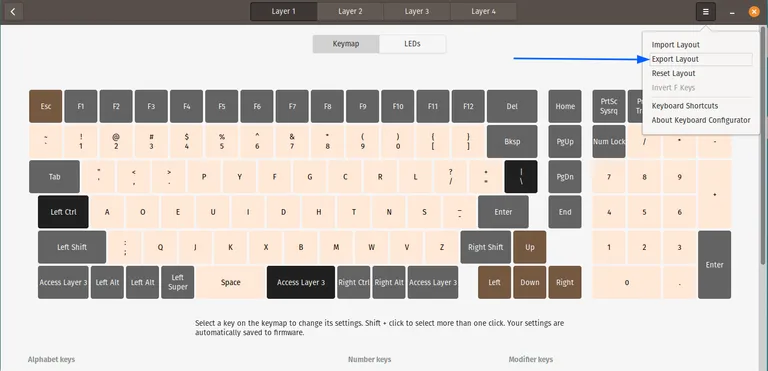 Layer 1 Layer 2 Layer 3 Layer 4
Keymap LEDs
Import Layout
Export Layout
Reset Layout
Invert F Keys
Keyboard Shortcuts
About Keyboard Configurator
Esc F1 F2 F3 F4 F5 F6 F7 F8 F9 F10 F11 F12 Del Home PrtSc
Sysrq
~ ! @ # $ % ^ & * ( ) { }
` 1 2 3 4 5 6 7 8 9 0 [ ] Bksp PgUp Num Lock / * -
Tab " < > P Y F G C R L ? + | PgDn 7 8 9
' , . / = \
+
Left Ctrl A O E U I D H T N S _ Enter End 4 5 6
-
Left Shift : Q J K X B M W V Z Right Shift Up 1 2 3
;
Enter
Access Layer 3 Left Alt Left Alt Left Super Space Access Layer 3 Right Ctrl Right Alt Access Layer 3 Left Down Right 0 .
Select a key on the keymap to change its settings. Shift + click to select more than one click. Your settings are
automatically saved to firmware.
Alphabet keys Number keys Modifier keys